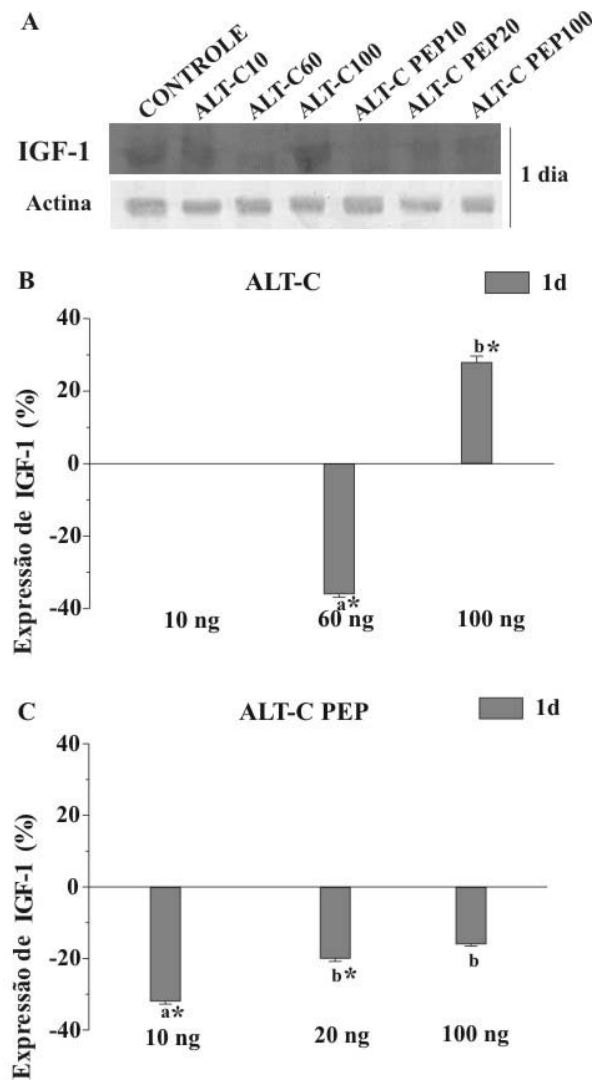 A
CONTROLE
ALT-C10
ALT-C60
ALT-C100
ALT-C PEP10
ALT-C PEP20
ALT-C PEP100
IGF-1
Actina
1 dia
B
ALT-C
1d
Expressão de IGF-1 (%)
40
20
0
-20
-40
b*
a*
10 ng
60 ng
100 ng
C
ALT-C PEP
1d
Expressão de IGF-1 (%)
40
20
0
-20
-40
a*
b*
b
10 ng
20 ng
100 ng